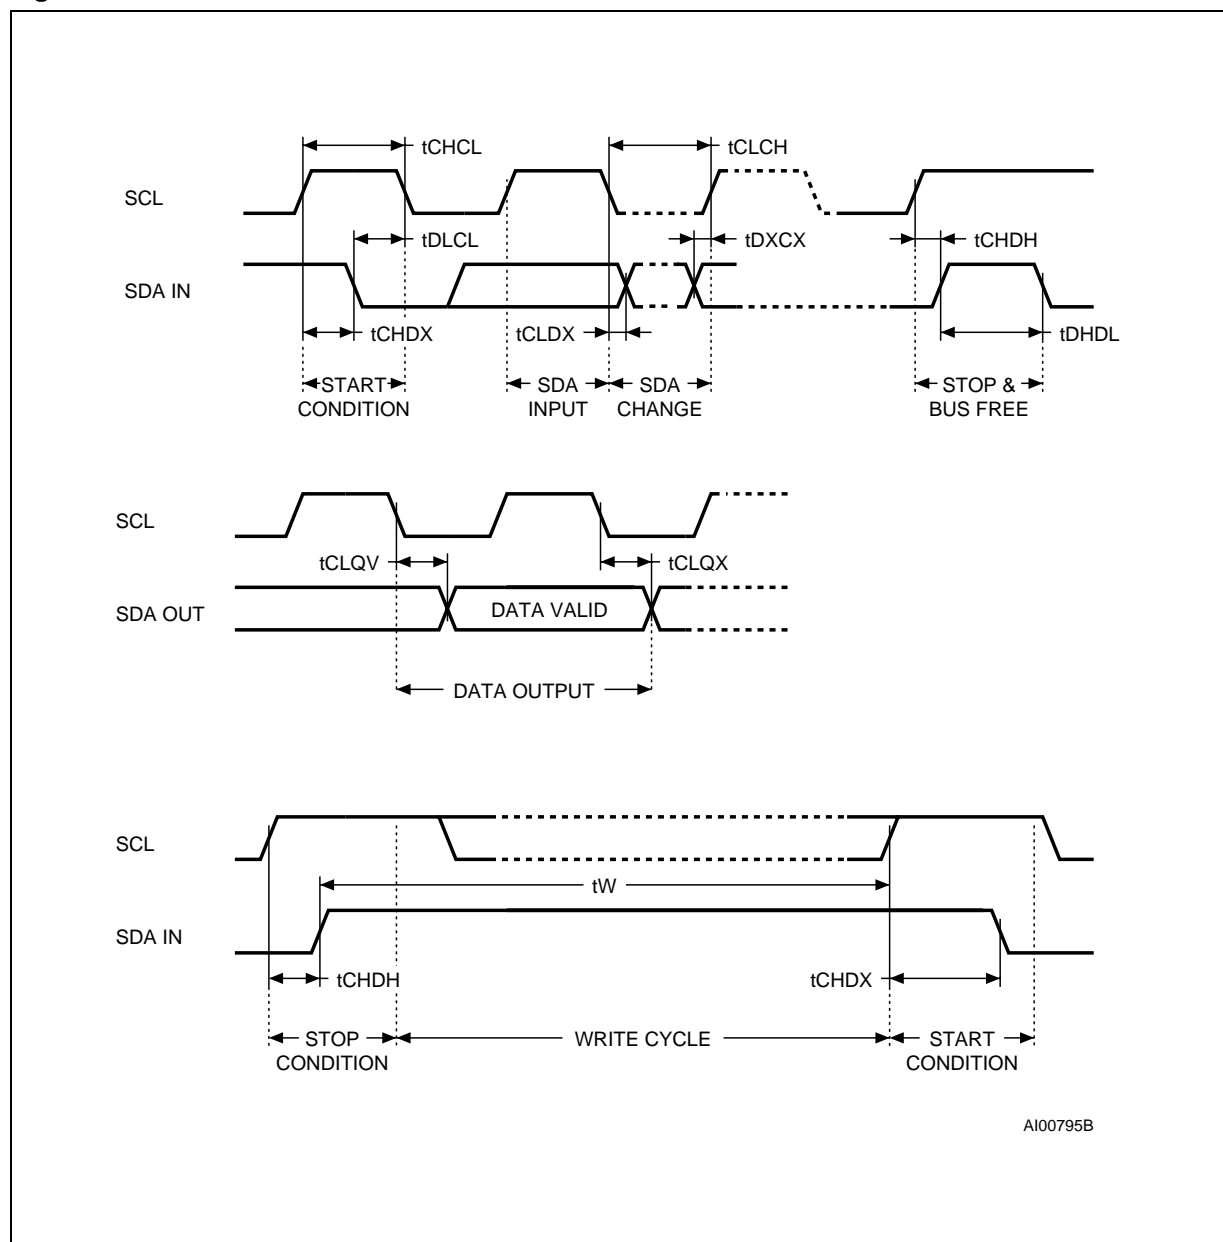 tCHCL
tCLCH
SCL
tDLCL
tDXCX
tCHDH
SDA IN
tCHDX
tCLDX
tDHDL
START
CONDITION
SDA
INPUT
SDA
CHANGE
STOP &
BUS FREE
SCL
tCLQV
tCLQX
SDA OUT
DATA VALID
DATA OUTPUT
SCL
tW
SDA IN
tCHDH
tCHDX
STOP
CONDITION
WRITE CYCLE
START
CONDITION
AI00795B